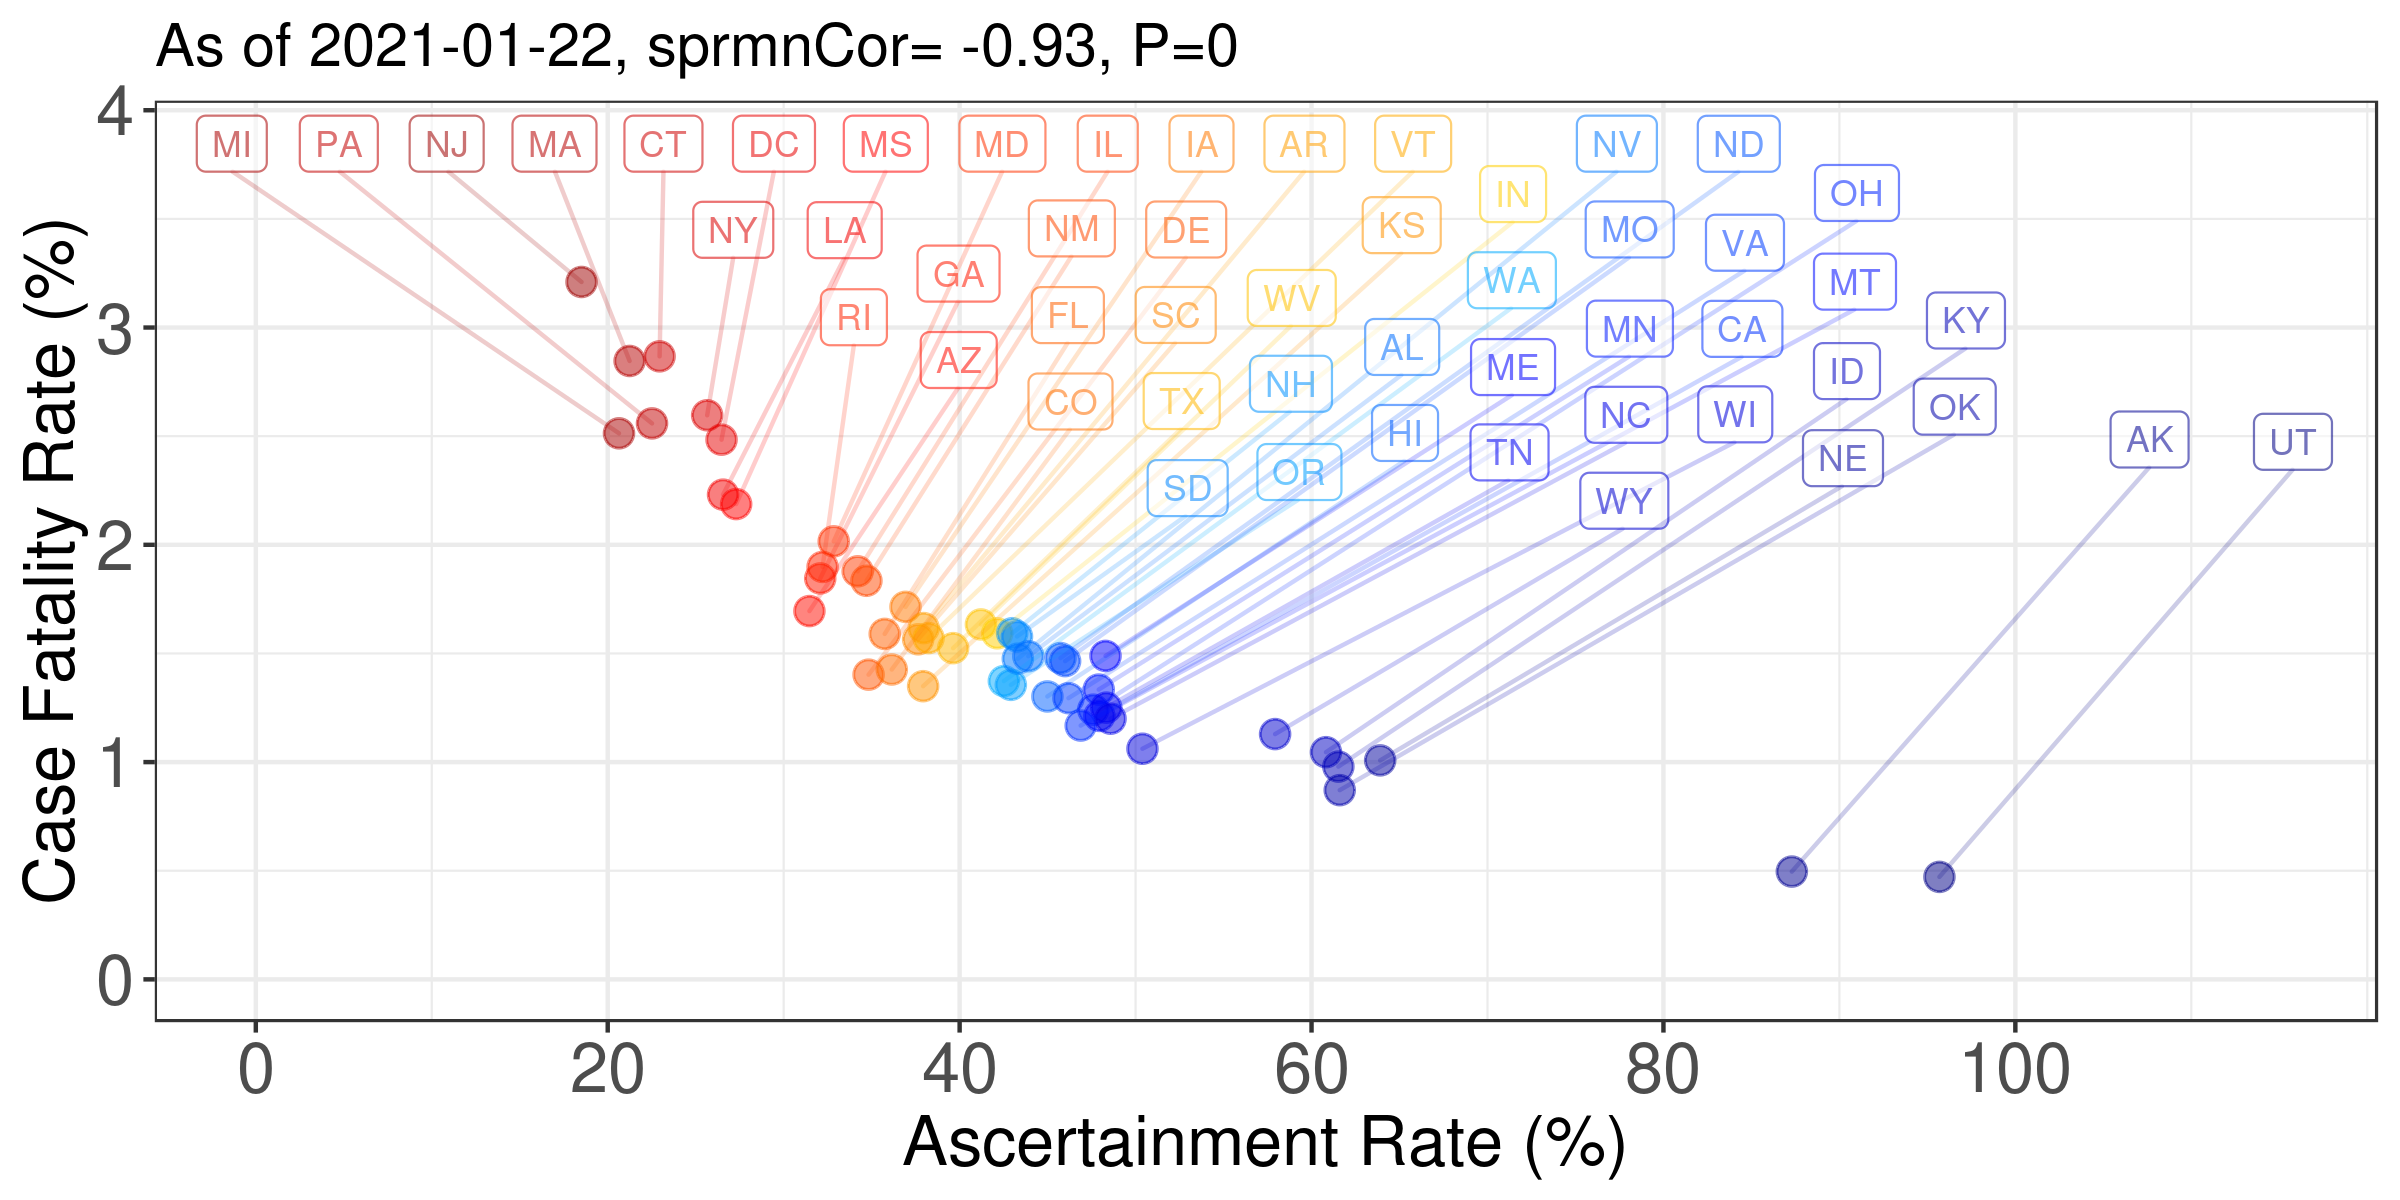 As of 2021-01-22, sprmnCor= -0.93, P=0
Case Fatality Rate (%)
4
3
2
1
0
MI PA NJ MA CT DC MS MD IL IA AR VT NV ND
IN OH
NY LA NM DE KS MO VA
GA WV WA MT
RI FL SC AL MN CA KY
AZ NH ME ID
CO TX HI NC WI OK
SD OR TN NE AK UT
WY
0 20 40 60 80 100
Ascertainment Rate (%)